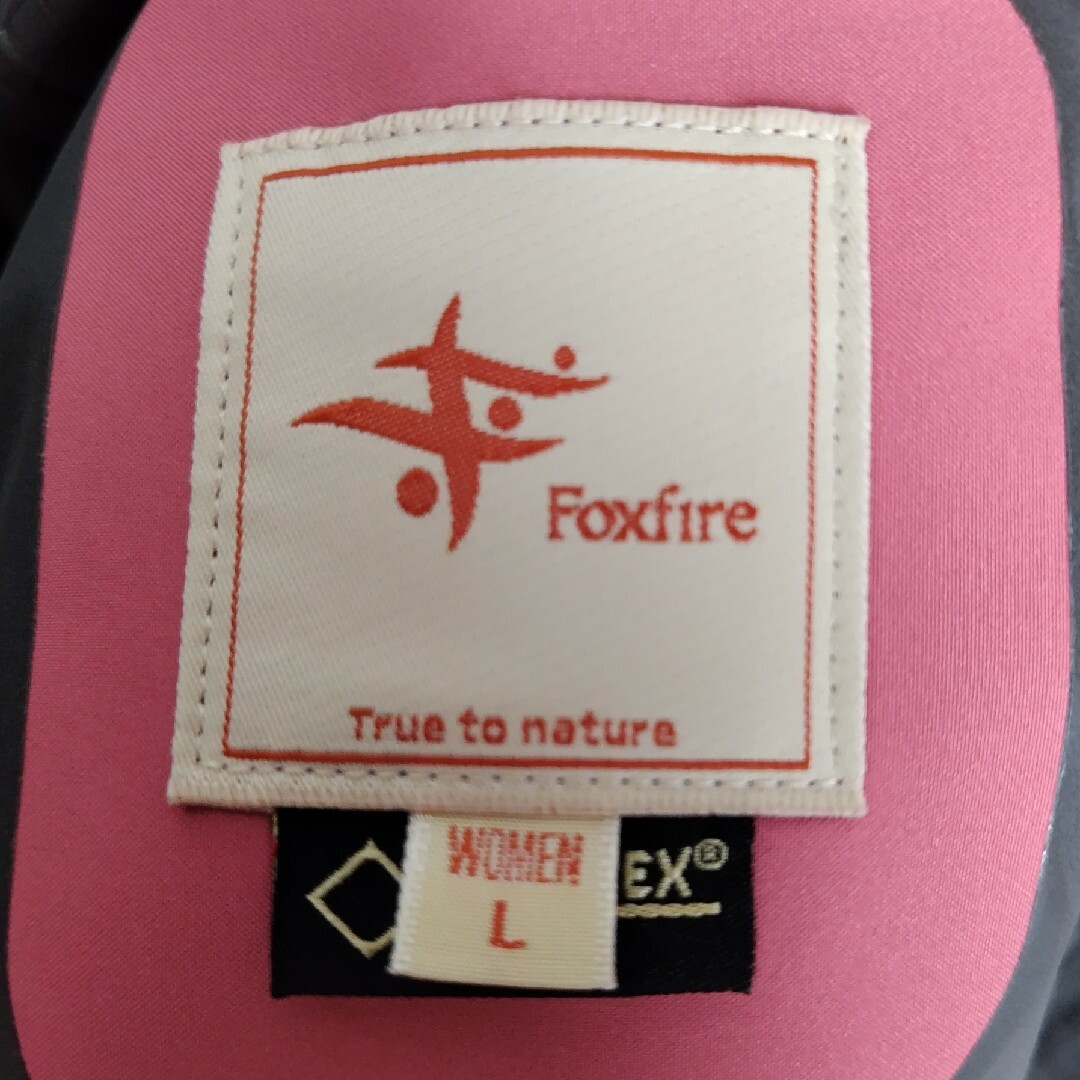 Foxfire
True to nature
WOMEN
EX®
L